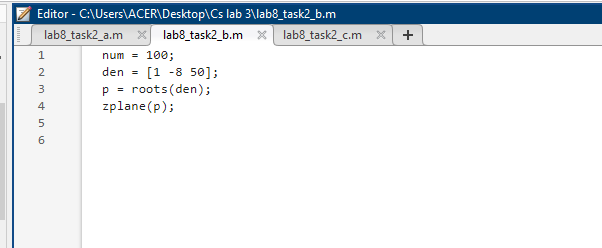 Editor - C:\Users\ACER\Desktop\Cs lab 3\lab8_task2_b.m
lab8_task2_a.m lab8_task2_b.m lab8_task2_c.m
1 num = 100;
2 den = [1 -8 50];
3 p = roots(den);
4 zplane(p);
5
6